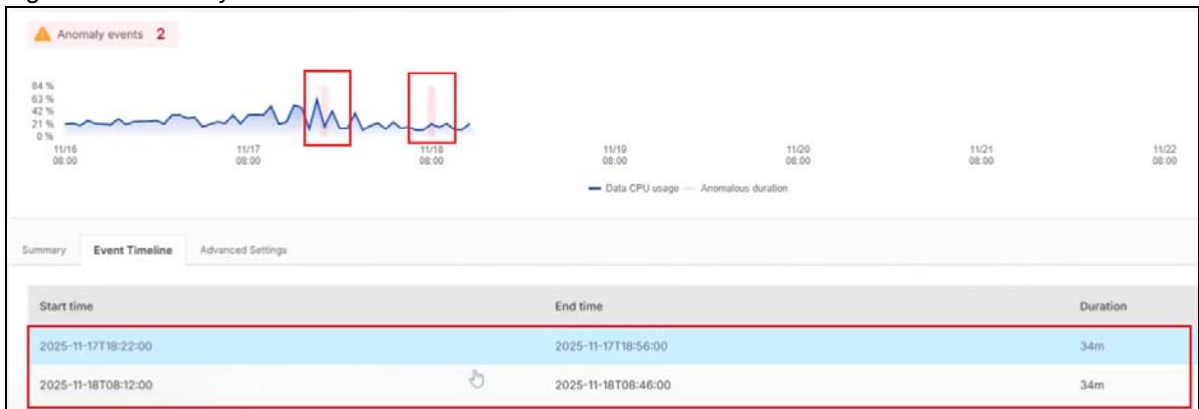 Anomaly events 2
84 %
63 %
42 %
21 %
0 %
11/16 11/17 11/18 11/19 11/20 11/21 11/22
08:00 08:00 08:00 08:00 08:00 08:00 08:00
Data CPU usage Anomalous duration
Summary Event Timeline Advanced Settings
Start time End time Duration
2025-11-17T18:22:00 2025-11-17T18:56:00 34m
2025-11-18T08:12:00 2025-11-18T08:46:00 34m